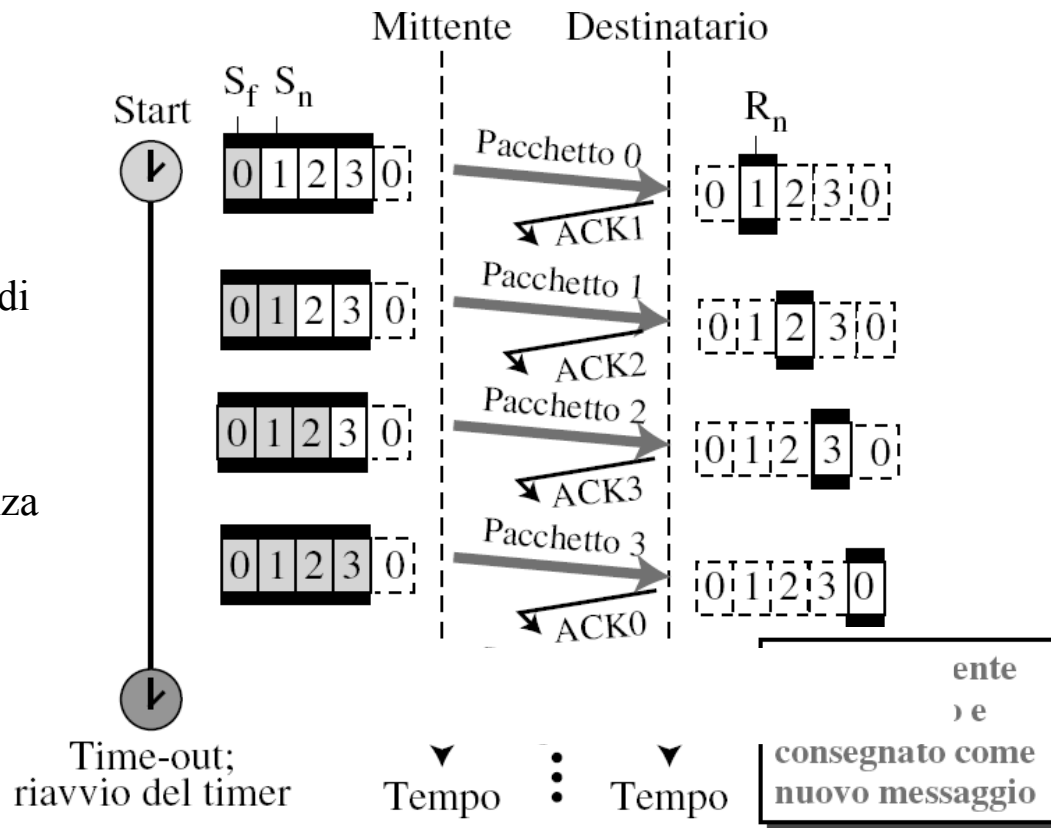 Mittente Destinatario
Start
Sf Sn
Rn
0 1 2 3 0
Pacchetto 0
ACK1
0 1 2 3 0
di
0 1 2 3 0
Pacchetto 1
ACK2
0 1 2 3 0
0 1 2 3 0
Pacchetto 2
ACK3
0 1 2 3 0
0 1 2 3 0
Pacchetto 3
ACK0
0 1 2 3 0
Time-out;
riavvio del timer
Tempo
Tempo
e
consegnato come
nuovo messaggio